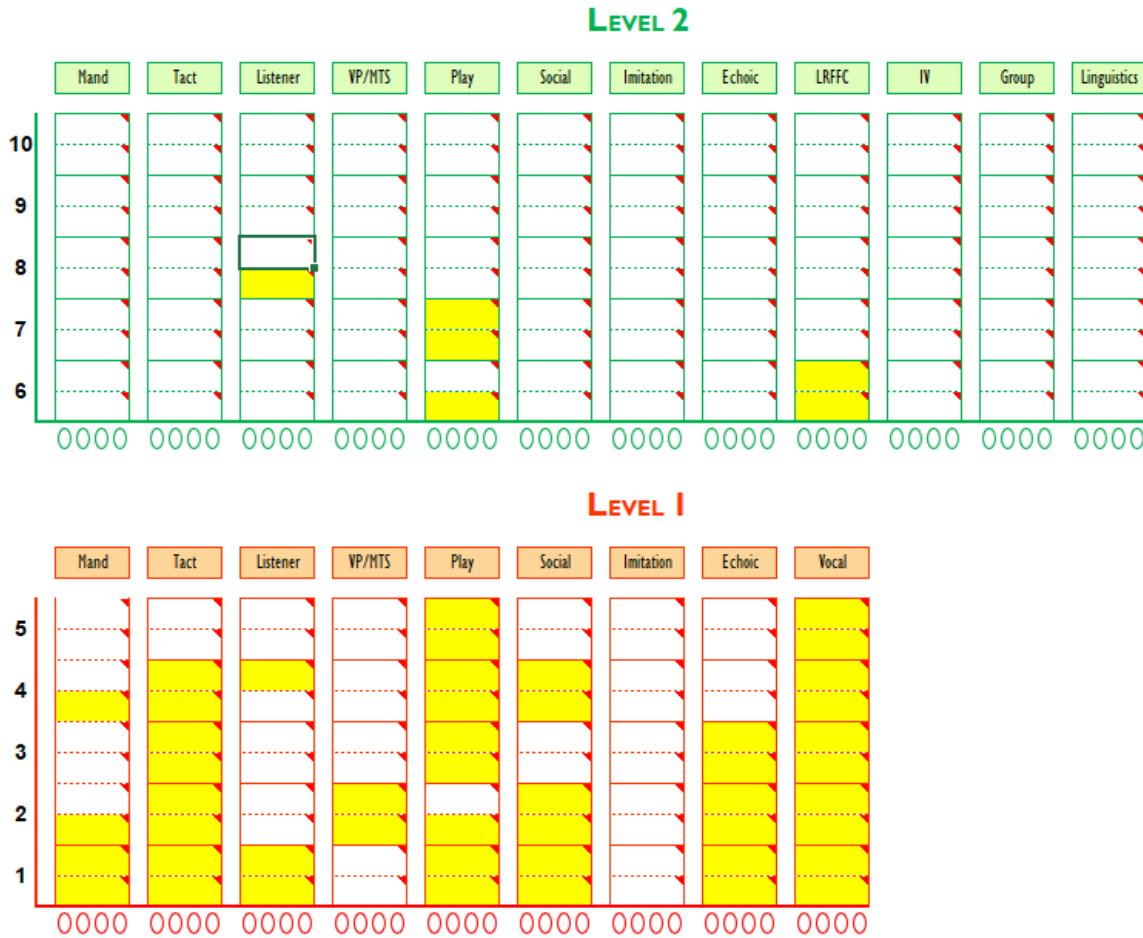 LEVEL 2
Mand Tact Listener VP/MTS Play Social Imitation Echoic LRFFC IV Group Linguistics
10
9
8
7
6
0000 0000 0000 0000 0000 0000 0000 0000 0000 0000 0000 0000
LEVEL 1
Mand Tact Listener VP/MTS Play Social Imitation Echoic Vocal
5
4
3
2
1
0000 0000 0000 0000 0000 0000 0000 0000 0000